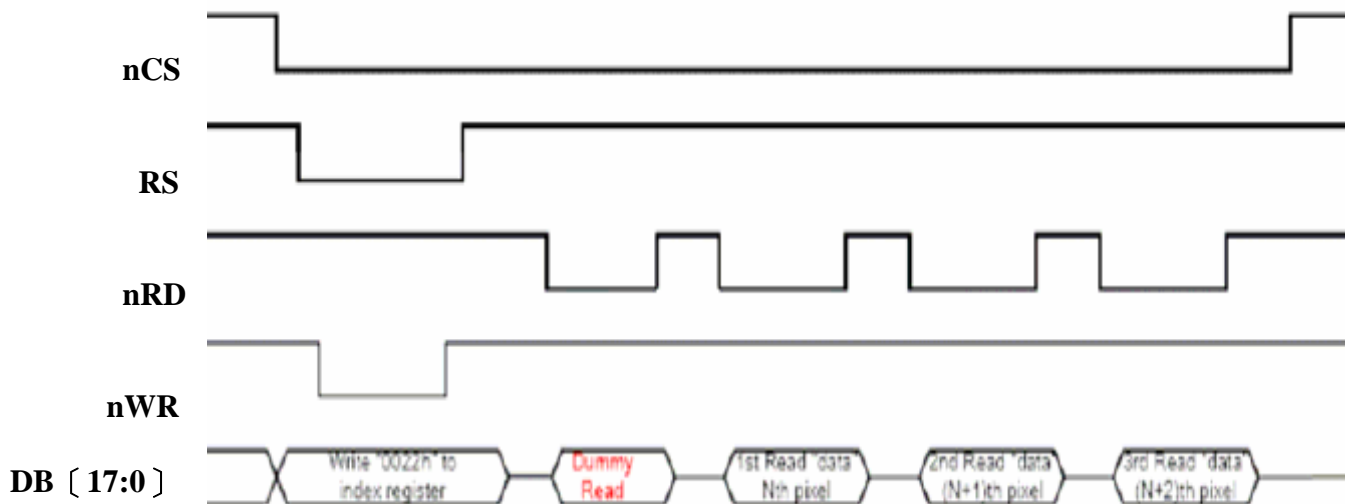 nCS
RS
nRD
nWR
DB［17:0］
Write "0022h" to
index register
Dummy
Read
1st Read "data"
Nth pixel
2nd Read "data"
(N+1)th pixel
3rd Read "data"
(N+2)th pixel